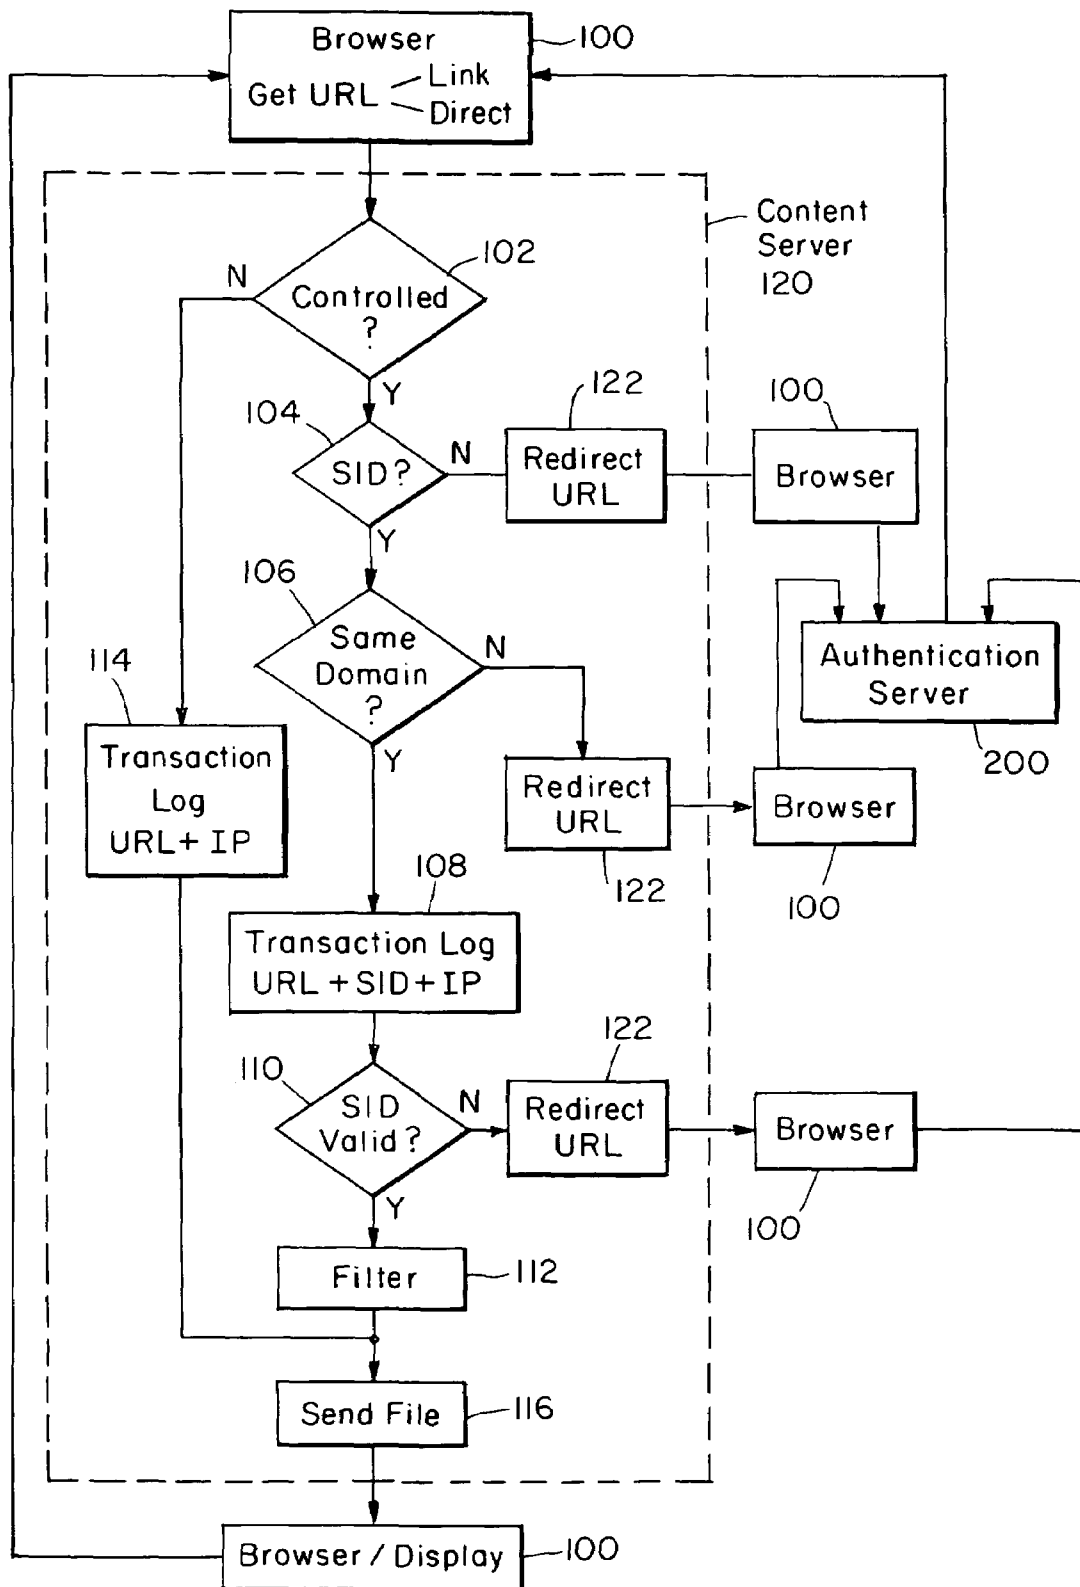 Browser
100
Get URL
Link
Direct
Content
Server
120
102
N
Controlled
?
Y
104
SID?
N
122
Redirect
URL
100
Browser
Y
106
Same
Domain
?
N
Authentication
Server
200
114
Transaction
Log
URL+ IP
Y
Redirect
URL
122
Browser
100
108
Transaction Log
URL+SID+IP
110
SID
Valid?
N
122
Redirect
URL
Browser
100
Y
Filter
112
Send File
116
Browser / Display
100